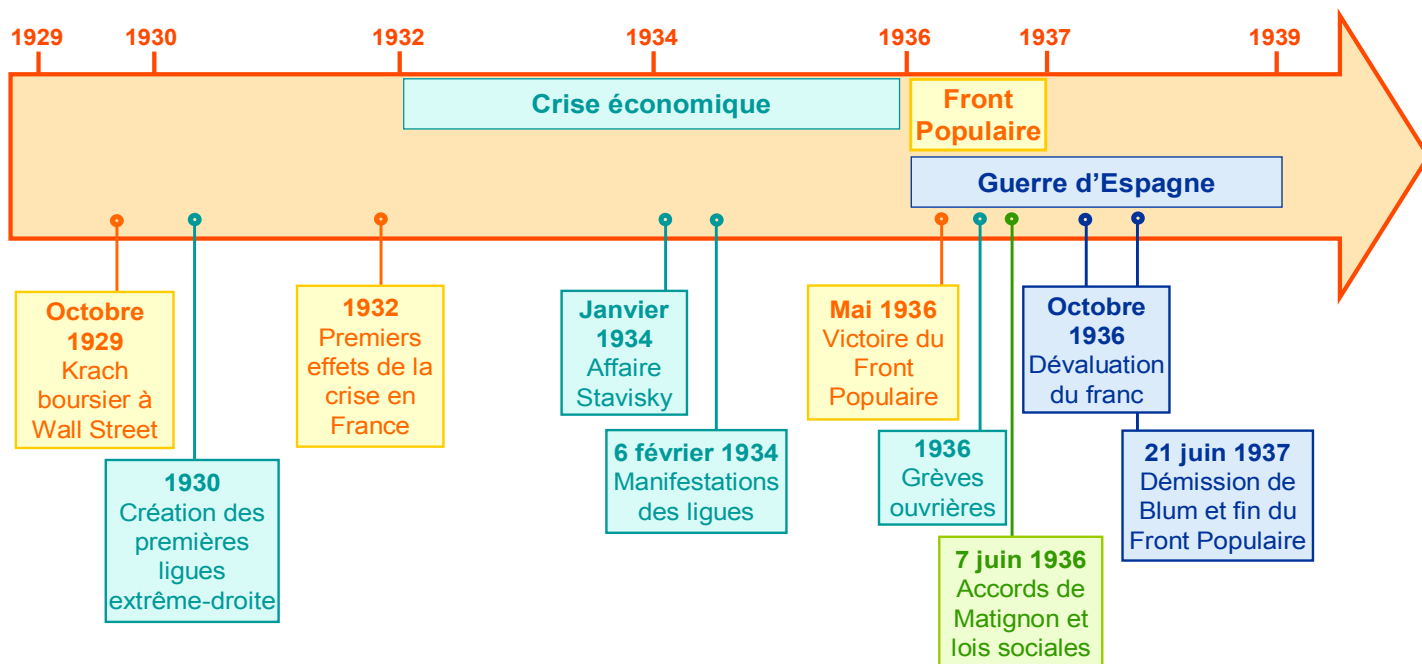 1929
1930
1932
1934
1936
1937
1939
Crise économique
Front
Populaire
Guerre d’Espagne
Octobre
1929
Krach
boursier à
Wall Street
1930
Création des
premières
ligues
extrême-droite
1932
Premiers
effets de la
crise en
France
Janvier
1934
Affaire
Stavisky
6 février 1934
Manifestations
des ligues
Mai 1936
Victoire du
Front
Populaire
1936
Grèves
ouvrières
7 juin 1936
Accords de
Matignon et
lois sociales
Octobre
1936
Dévaluation
du franc
21 juin 1937
Démission de
Blum et fin du
Front Populaire